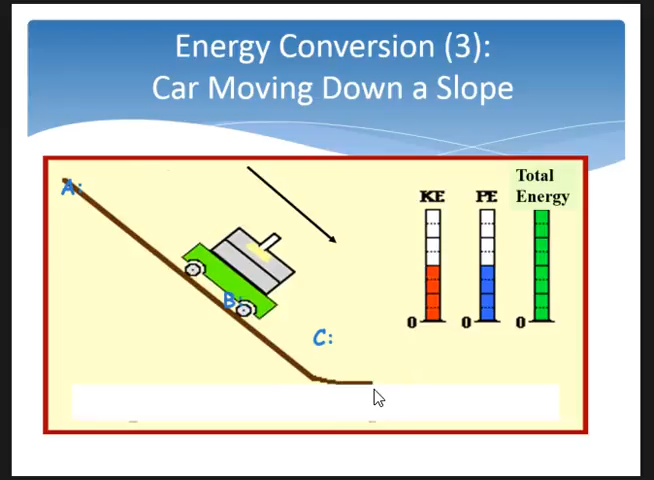 Energy Conversion (3):
Car Moving Down a Slope
A:
Total
Energy
KE
PE
B:
C:
0
0
0